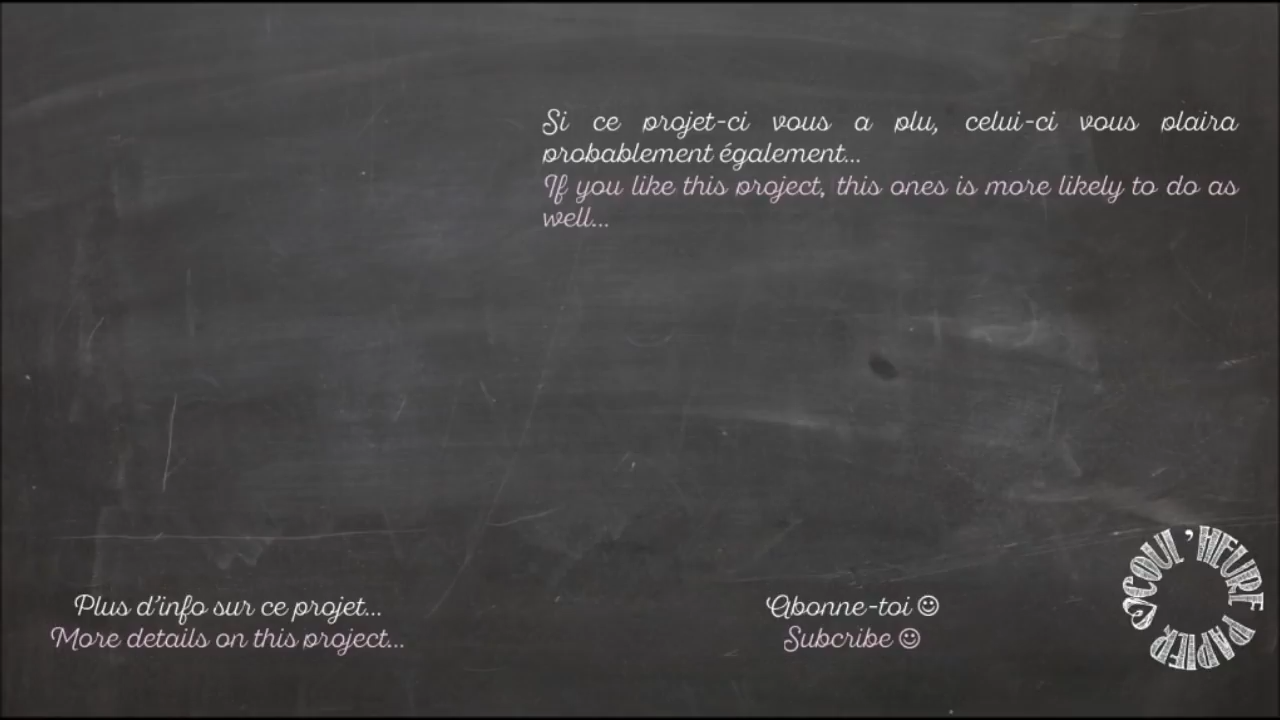 Si ce projet-ci vous a plu, celui-ci vous plaira
probablement également...
If you like this project, this ones is more likely to do as
well...
Plus d'info sur ce projet...
More details on this project...
Abonne-toi ☺
Subcribe ☺
COUL'HEURE PAPIER